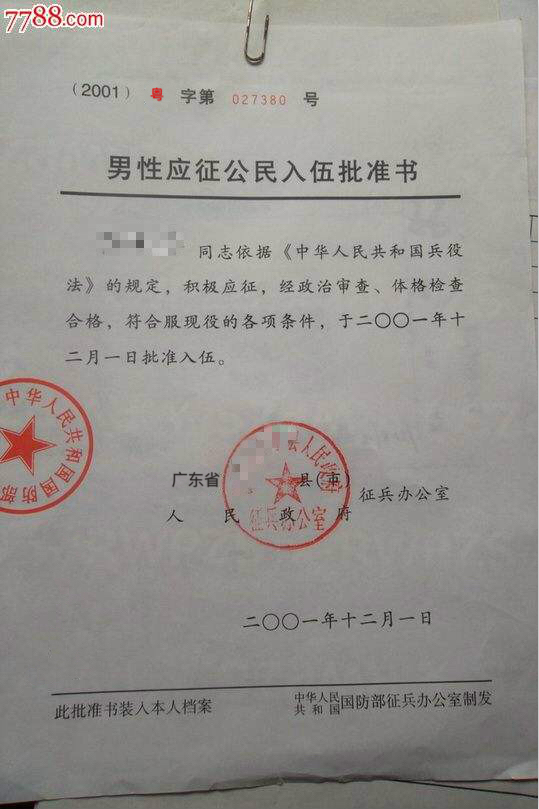 7788.com
(2001) 粤 字第 027380 号
男性应征公民入伍批准书
同志依据《中华人民共和国兵役
法》的规定，积极应征，经政治审查、体格检查
合格，符合服现役的各项条件，于二〇〇一年十
二月一日批准入伍。
中华人民共和国国防部
广东省 县(市) 征兵办公室
人民政府
县人民政府
征兵办公室
二〇〇一年十二月一日
此批准书装入本人档案
中华人民共和国国防部征兵办公室制发